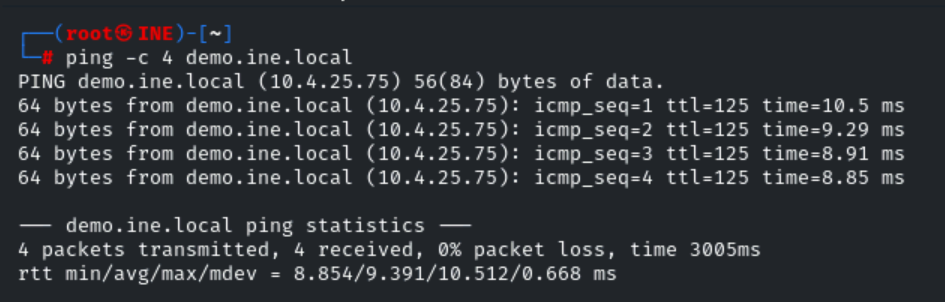 ┌──(root㉿INE)-[~]
└─# ping -c 4 demo.ine.local
PING demo.ine.local (10.4.25.75) 56(84) bytes of data.
64 bytes from demo.ine.local (10.4.25.75): icmp_seq=1 ttl=125 time=10.5 ms
64 bytes from demo.ine.local (10.4.25.75): icmp_seq=2 ttl=125 time=9.29 ms
64 bytes from demo.ine.local (10.4.25.75): icmp_seq=3 ttl=125 time=8.91 ms
64 bytes from demo.ine.local (10.4.25.75): icmp_seq=4 ttl=125 time=8.85 ms
--- demo.ine.local ping statistics ---
4 packets transmitted, 4 received, 0% packet loss, time 3005ms
rtt min/avg/max/mdev = 8.854/9.391/10.512/0.668 ms